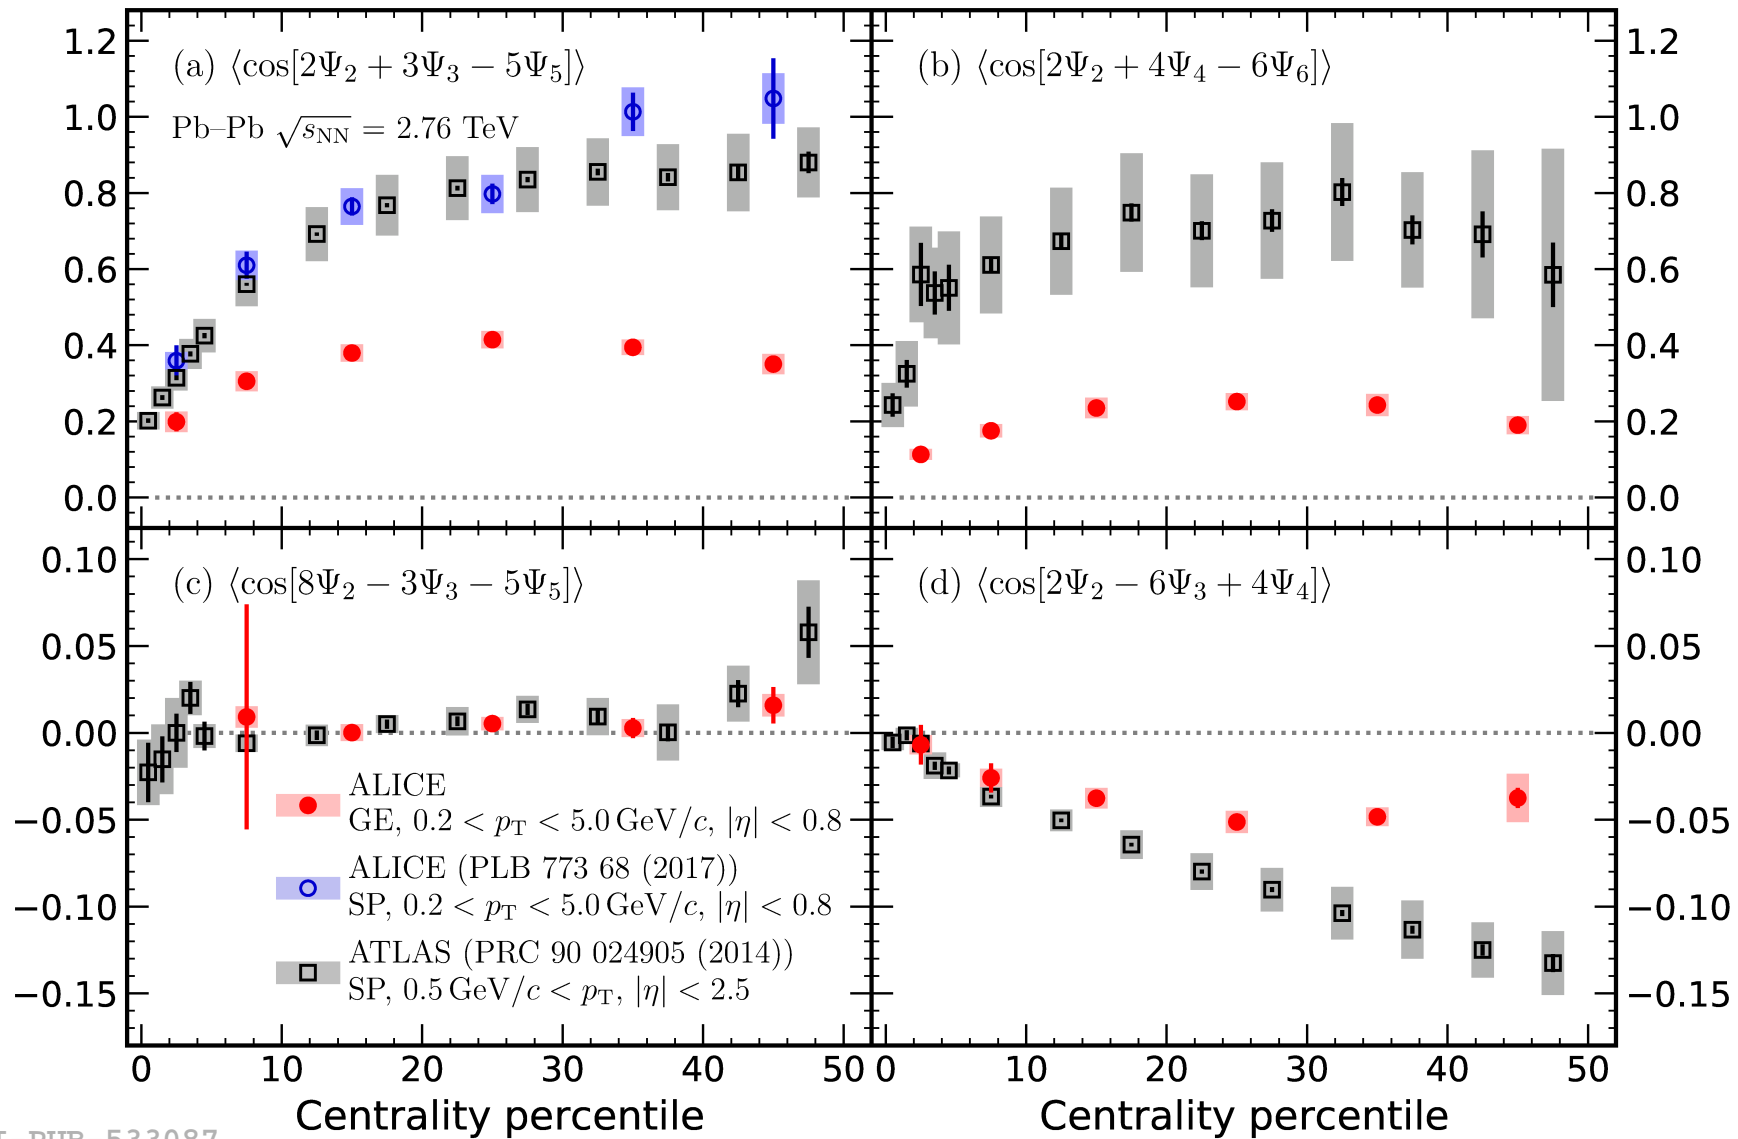 1.2 (a) ⟨cos[2Ψ₂ + 3Ψ₃ − 5Ψ₅]⟩ (b) ⟨cos[2Ψ₂ + 4Ψ₄ − 6Ψ₆]⟩ 1.2
1.0 Pb–Pb √s_NN = 2.76 TeV 1.0
0.8 0.8
0.6 0.6
0.4 0.4
0.2 0.2
0.0 0.0
0.10 (c) ⟨cos[8Ψ₂ − 3Ψ₃ − 5Ψ₅]⟩ (d) ⟨cos[2Ψ₂ − 6Ψ₃ + 4Ψ₄]⟩ 0.10
0.05 0.05
0.00 0.00
ALICE
−0.05 GE, 0.2 < p_T < 5.0 GeV/c, |η| < 0.8 −0.05
ALICE (PLB 773 68 (2017))
−0.10 SP, 0.2 < p_T < 5.0 GeV/c, |η| < 0.8 −0.10
ATLAS (PRC 90 024905 (2014))
−0.15 SP, 0.5 GeV/c < p_T, |η| < 2.5 −0.15
0 10 20 30 40 50 0 10 20 30 40 50
Centrality percentile Centrality percentile